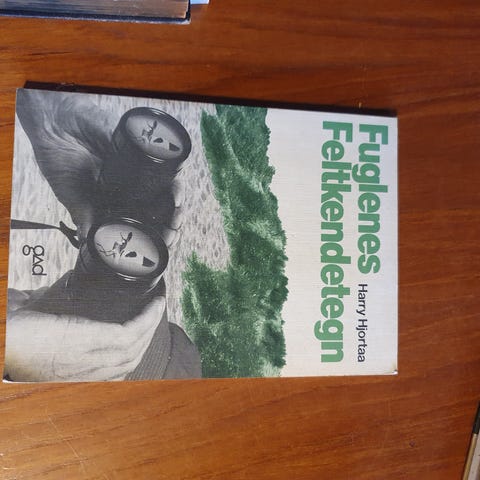 Fuglenes
Feltkendetegn
Harry Hjortaa
gad